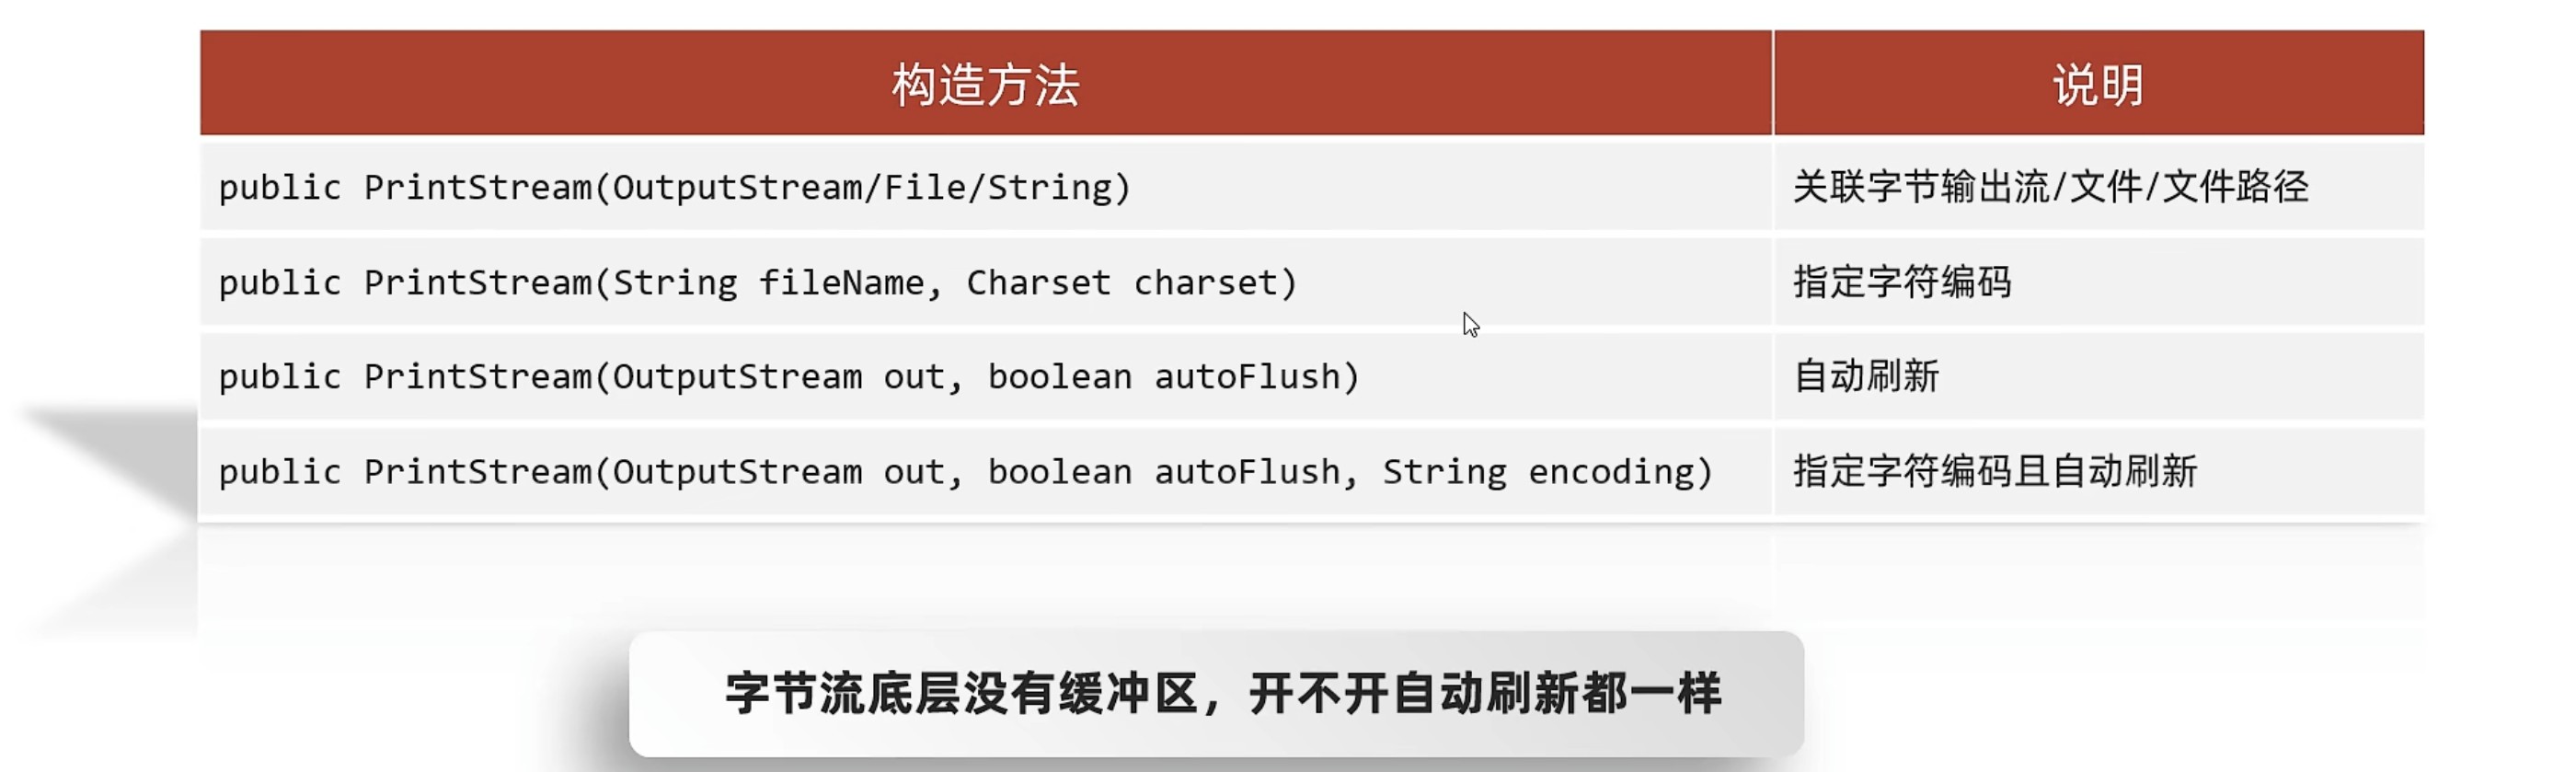 构造方法 说明
public PrintStream(OutputStream/File/String) 关联字节输出流/文件/文件路径
public PrintStream(String fileName, Charset charset) 指定字符编码
public PrintStream(OutputStream out, boolean autoFlush) 自动刷新
public PrintStream(OutputStream out, boolean autoFlush, String encoding) 指定字符编码且自动刷新
字节流底层没有缓冲区，开不开自动刷新都一样